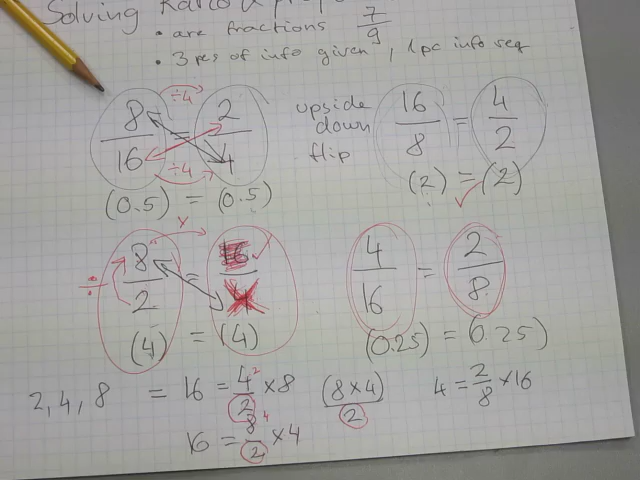 Solving Ratio
• are fractions 7/9
• 3 pcs of info given, 1 pc info req
÷4
8/16 = 2/4
÷4
(0.5) = (0.5)
upside
down
flip
16/8 = 4/2
(2) = (2) ✓
×
÷ 8/2 = 16/4 ✓
(4) = (4)
4/16 = 2/8
(0.25) = (0.25)
2, 4, 8 = 16 = 4/2 × 8 (8×4)/2 4 = 2/8 × 16
16 = 8/2 × 4